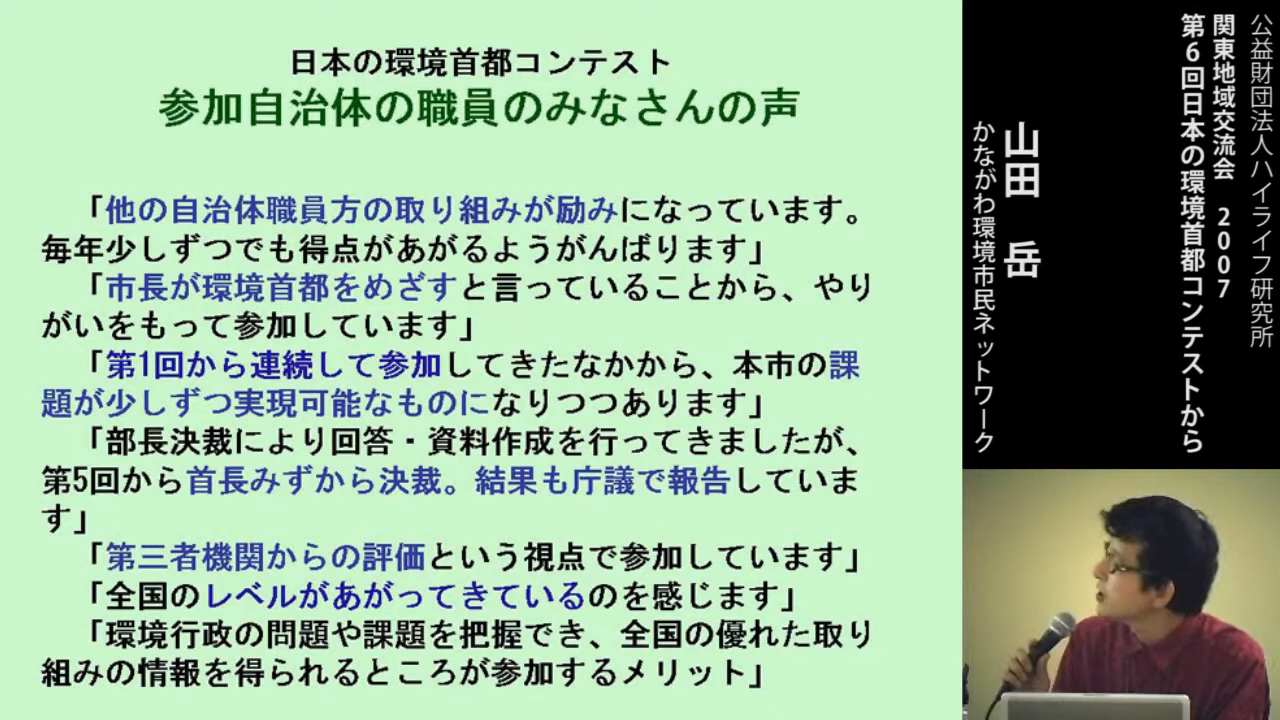 日本の環境首都コンテスト
参加自治体の職員のみなさんの声
「他の自治体職員方の取り組みが励みになっています。
毎年少しずつでも得点があがるようがんばります」
「市長が環境首都をめざすと言っていることから、やり
がいをもって参加しています」
「第1回から連続して参加してきたなかから、本市の課
題が少しずつ実現可能なものになりつつあります」
「部長決裁により回答・資料作成を行ってきましたが、
第5回から首長みずから決裁。結果も庁議で報告していま
す」
「第三者機関からの評価という視点で参加しています」
「全国のレベルがあがってきているのを感じます」
「環境行政の問題や課題を把握でき、全国の優れた取り
組みの情報を得られるところが参加するメリット」
公益財団法人ハイライフ研究所
関東地域交流会 2007
第6回日本の環境首都コンテストから
山田 岳
かながわ環境市民ネットワーク